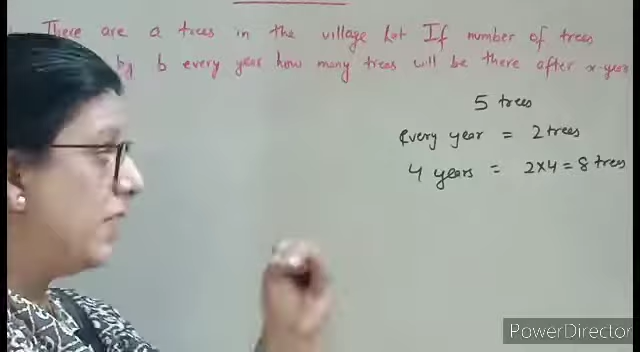 There are a trees in the village Lot If number of trees
by b every year how many trees will be there after x-years
5 trees
Every year = 2 trees
4 years = 2x4 = 8 trees
PowerDirector